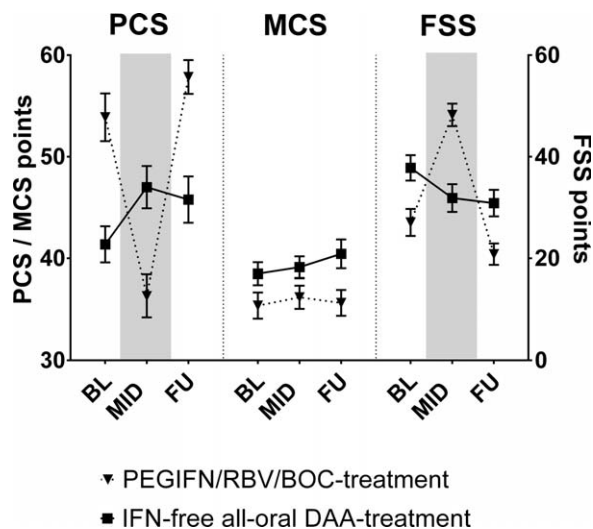 PCS MCS FSS
PCS / MCS points
60
50
40
30
FSS points
60
40
20
0
BL MID FU BL MID FU BL MID FU
PEGIFN/RBV/BOC-treatment
IFN-free all-oral DAA-treatment